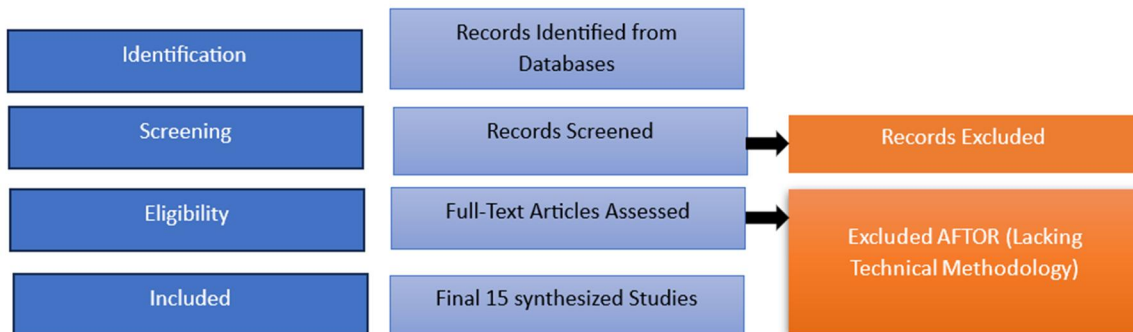 Identification
Records Identified from
Databases
Screening
Records Screened
Records Excluded
Eligibility
Full-Text Articles Assessed
Excluded AFTOR (Lacking
Technical Methodology)
Included
Final 15 synthesized Studies